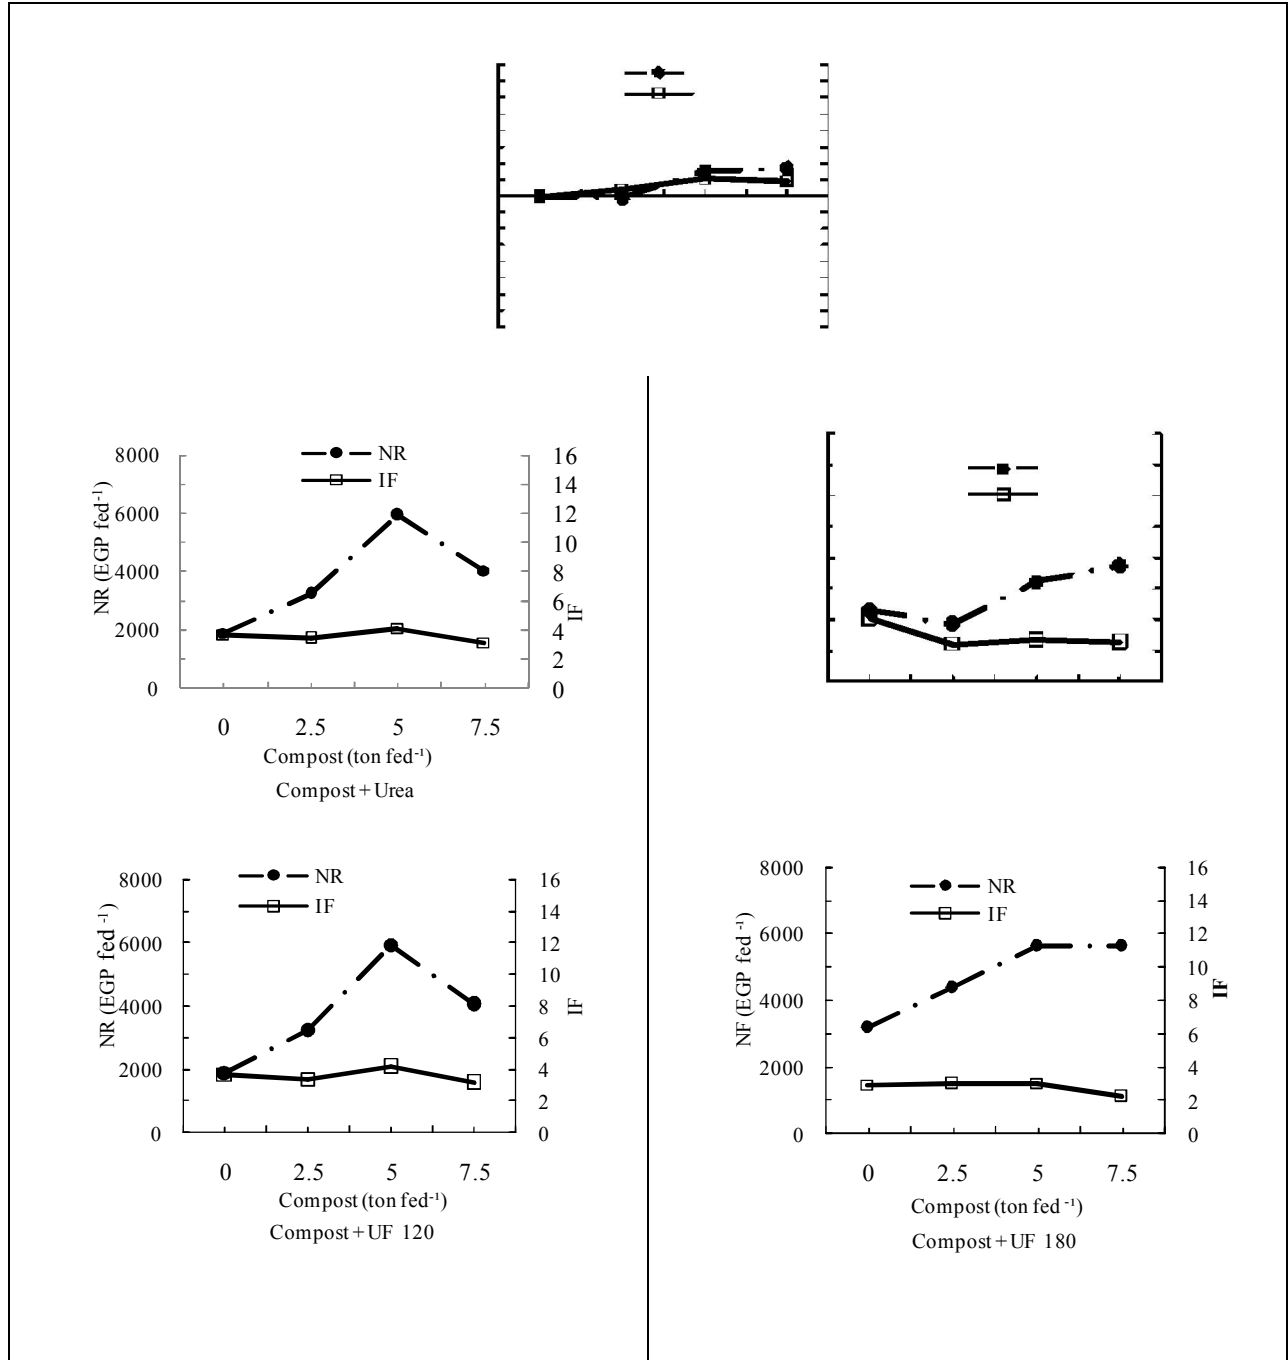 NR
IF
8000
6000
4000
2000
0
NR (EGP fed⁻¹)
16
14
12
10
8
6
4
2
0
IF
0 2.5 5 7.5
Compost (ton fed⁻¹)
Compost + Urea
NR
IF
8000
6000
4000
2000
0
NR (EGP fed ⁻¹)
16
14
12
10
8
6
4
2
0
IF
0 2.5 5 7.5
Compost (ton fed⁻¹)
Compost + UF 120
NR
IF
8000
6000
4000
2000
0
NF (EGP fed ⁻¹)
16
14
12
10
8
6
4
2
0
IF
0 2.5 5 7.5
Compost (ton fed ⁻¹)
Compost + UF 180